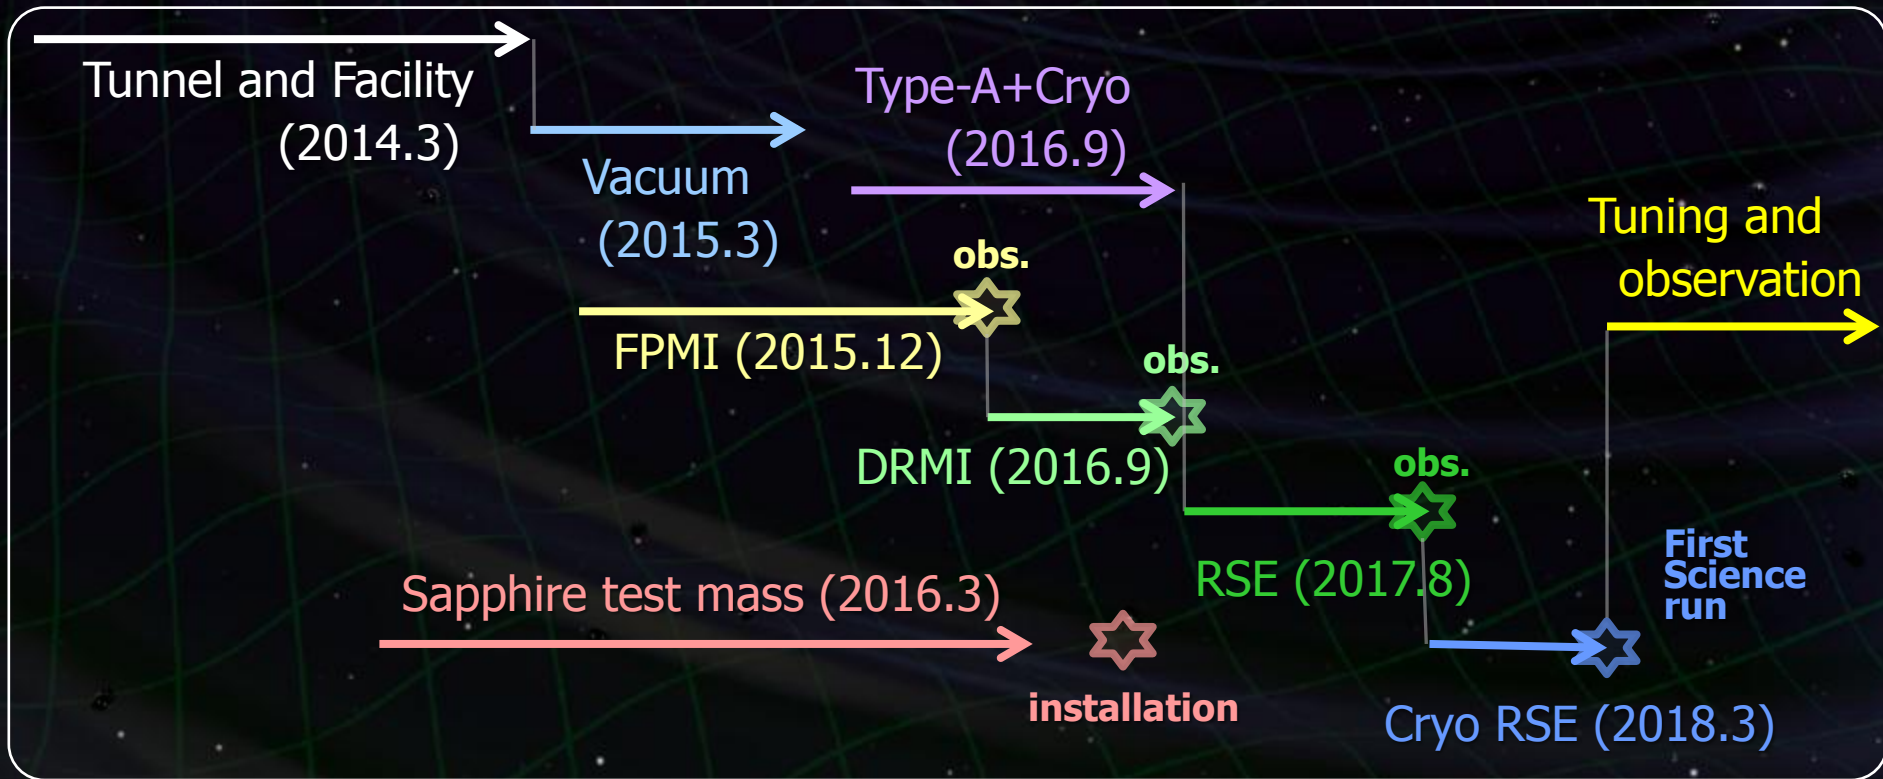 Tunnel and Facility
(2014.3)
Type-A+Cryo
(2016.9)
Vacuum
(2015.3)
Tuning and
observation
obs.
FPMI (2015.12)
obs.
DRMI (2016.9)
obs.
RSE (2017.8)
First
Science
run
Sapphire test mass (2016.3)
installation
Cryo RSE (2018.3)